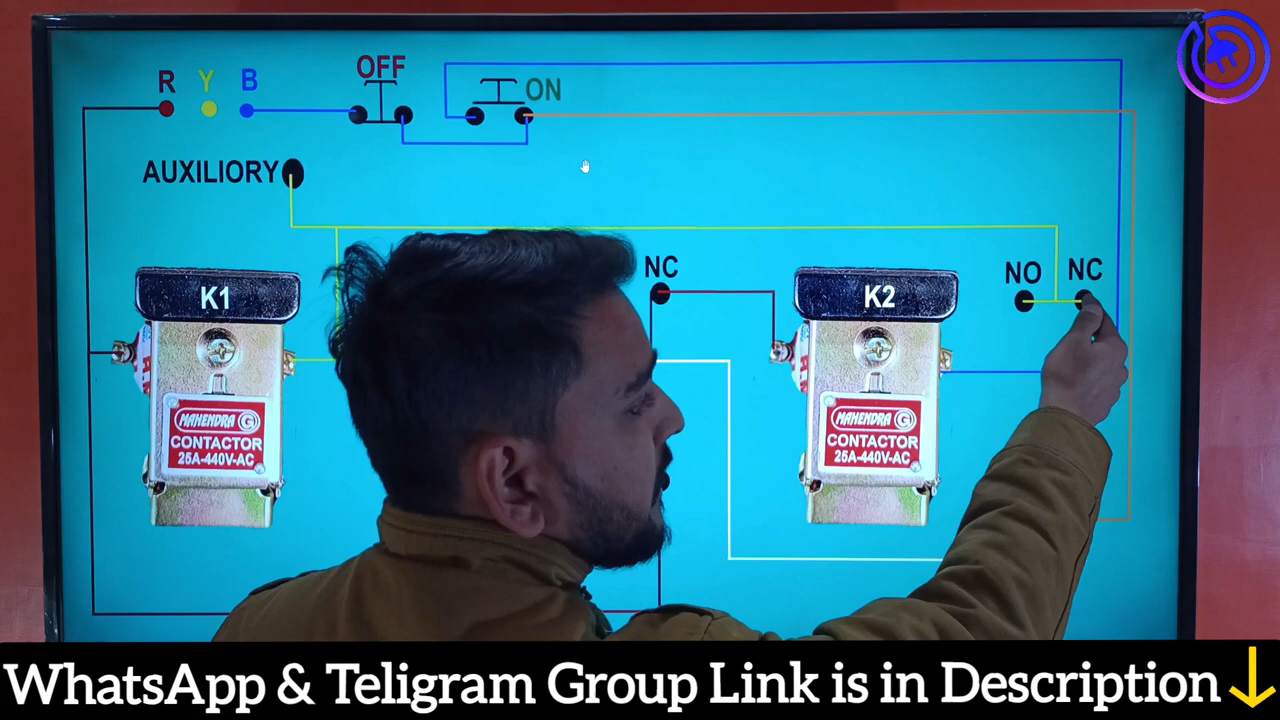 R Y B OFF ON
AUXILIORY
K1 NC K2 NO NC
MAHENDRA G
CONTACTOR
25A-440V-AC
MAHENDRA G
CONTACTOR
25A-440V-AC
WhatsApp & Teligram Group Link is in Description